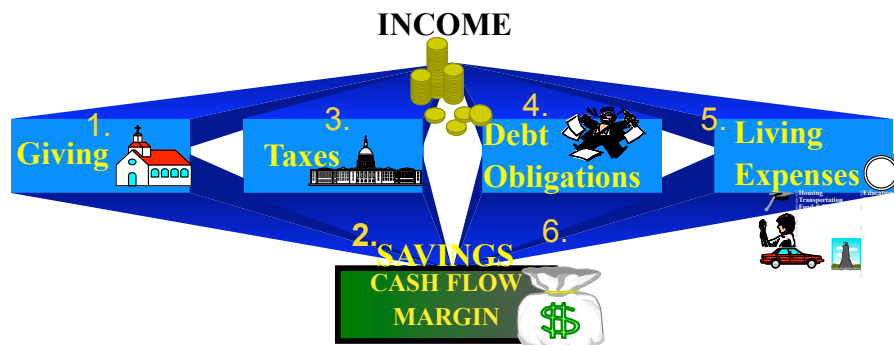 INCOME
1.
Giving
3.
Taxes
4.
Debt
Obligations
5.
Living
Expenses
Housing
Transportation
2.
SAVINGS
6.
CASH FLOW
MARGIN
$